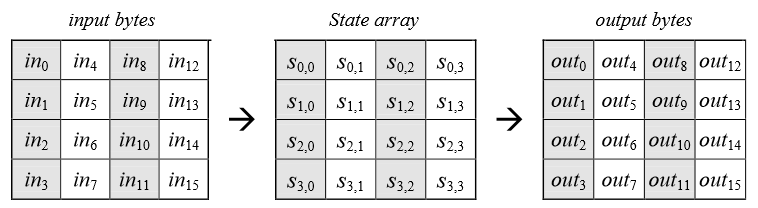 input bytes State array output bytes
in₀ in₄ in₈ in₁₂ s₀,₀ s₀,₁ s₀,₂ s₀,₃ out₀ out₄ out₈ out₁₂
in₁ in₅ in₉ in₁₃ s₁,₀ s₁,₁ s₁,₂ s₁,₃ out₁ out₅ out₉ out₁₃
in₂ in₆ in₁₀ in₁₄ s₂,₀ s₂,₁ s₂,₂ s₂,₃ out₂ out₆ out₁₀ out₁₄
in₃ in₇ in₁₁ in₁₅ s₃,₀ s₃,₁ s₃,₂ s₃,₃ out₃ out₇ out₁₁ out₁₅